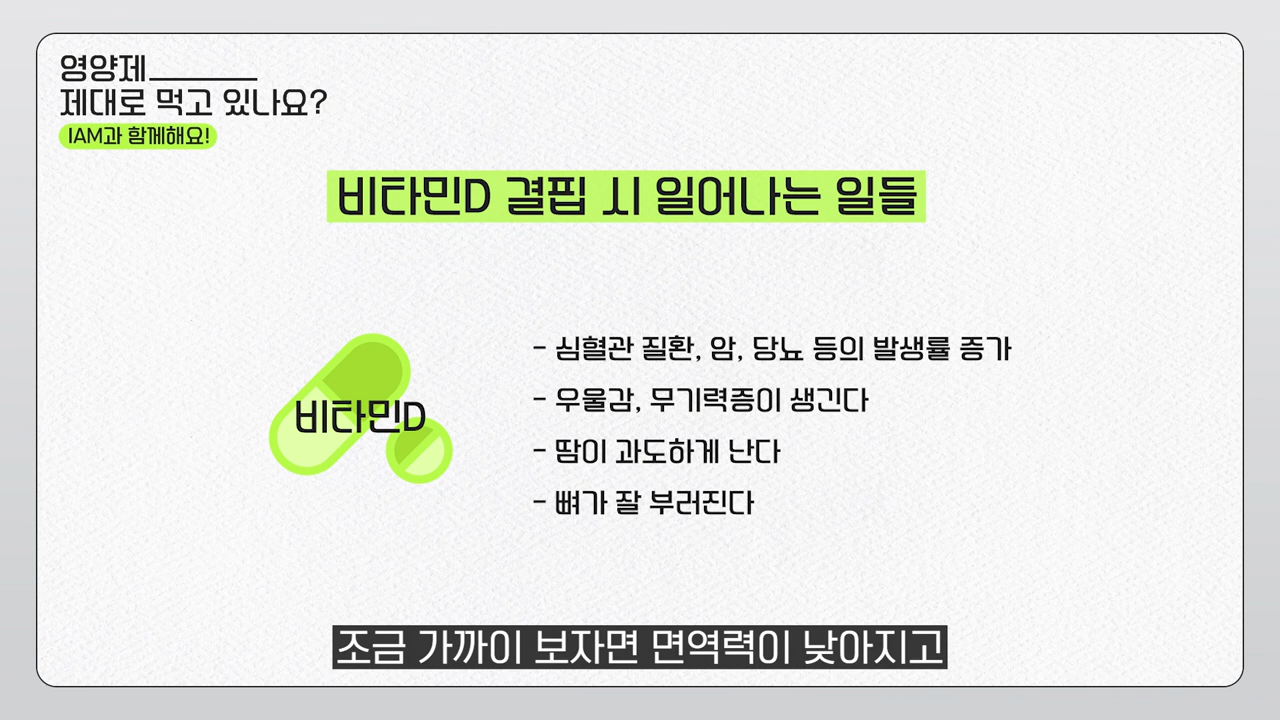 영양제
제대로 먹고 있나요?
IAM과 함께해요!
비타민D 결핍 시 일어나는 일들
비타민D
- 심혈관 질환, 암, 당뇨 등의 발생률 증가
- 우울감, 무기력증이 생긴다
- 땀이 과도하게 난다
- 뼈가 잘 부러진다
조금 가까이 보자면 면역력이 낮아지고